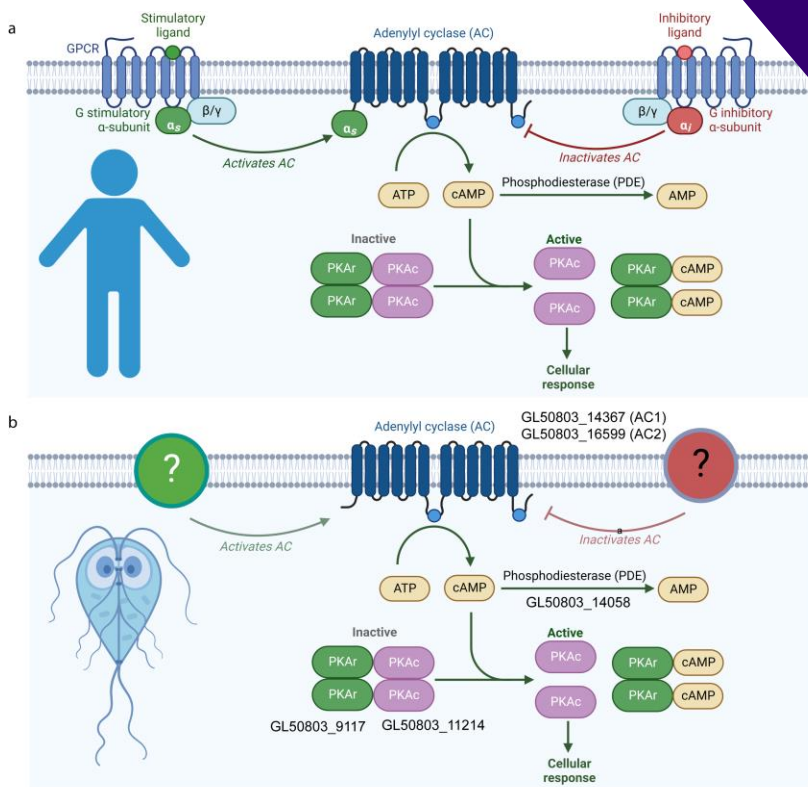 a
Stimulatory
ligand
GPCR
Adenylyl cyclase (AC)
Inhibitory
ligand
G stimulatory
α-subunit
αs
β/γ
αs
β/γ
αi
G inhibitory
α-subunit
Activates AC
Inactivates AC
ATP
cAMP
Phosphodiesterase (PDE)
AMP
Inactive
Active
PKAr
PKAc
PKAc
PKAr
cAMP
PKAr
PKAc
PKAc
PKAr
cAMP
Cellular
response
b
Adenylyl cyclase (AC)
GL50803_14367 (AC1)
GL50803_16599 (AC2)
?
?
Activates AC
Inactivates AC
ATP
cAMP
Phosphodiesterase (PDE)
GL50803_14058
AMP
Inactive
Active
PKAr
PKAc
PKAc
PKAr
cAMP
PKAr
PKAc
PKAc
PKAr
cAMP
GL50803_9117
GL50803_11214
Cellular
response